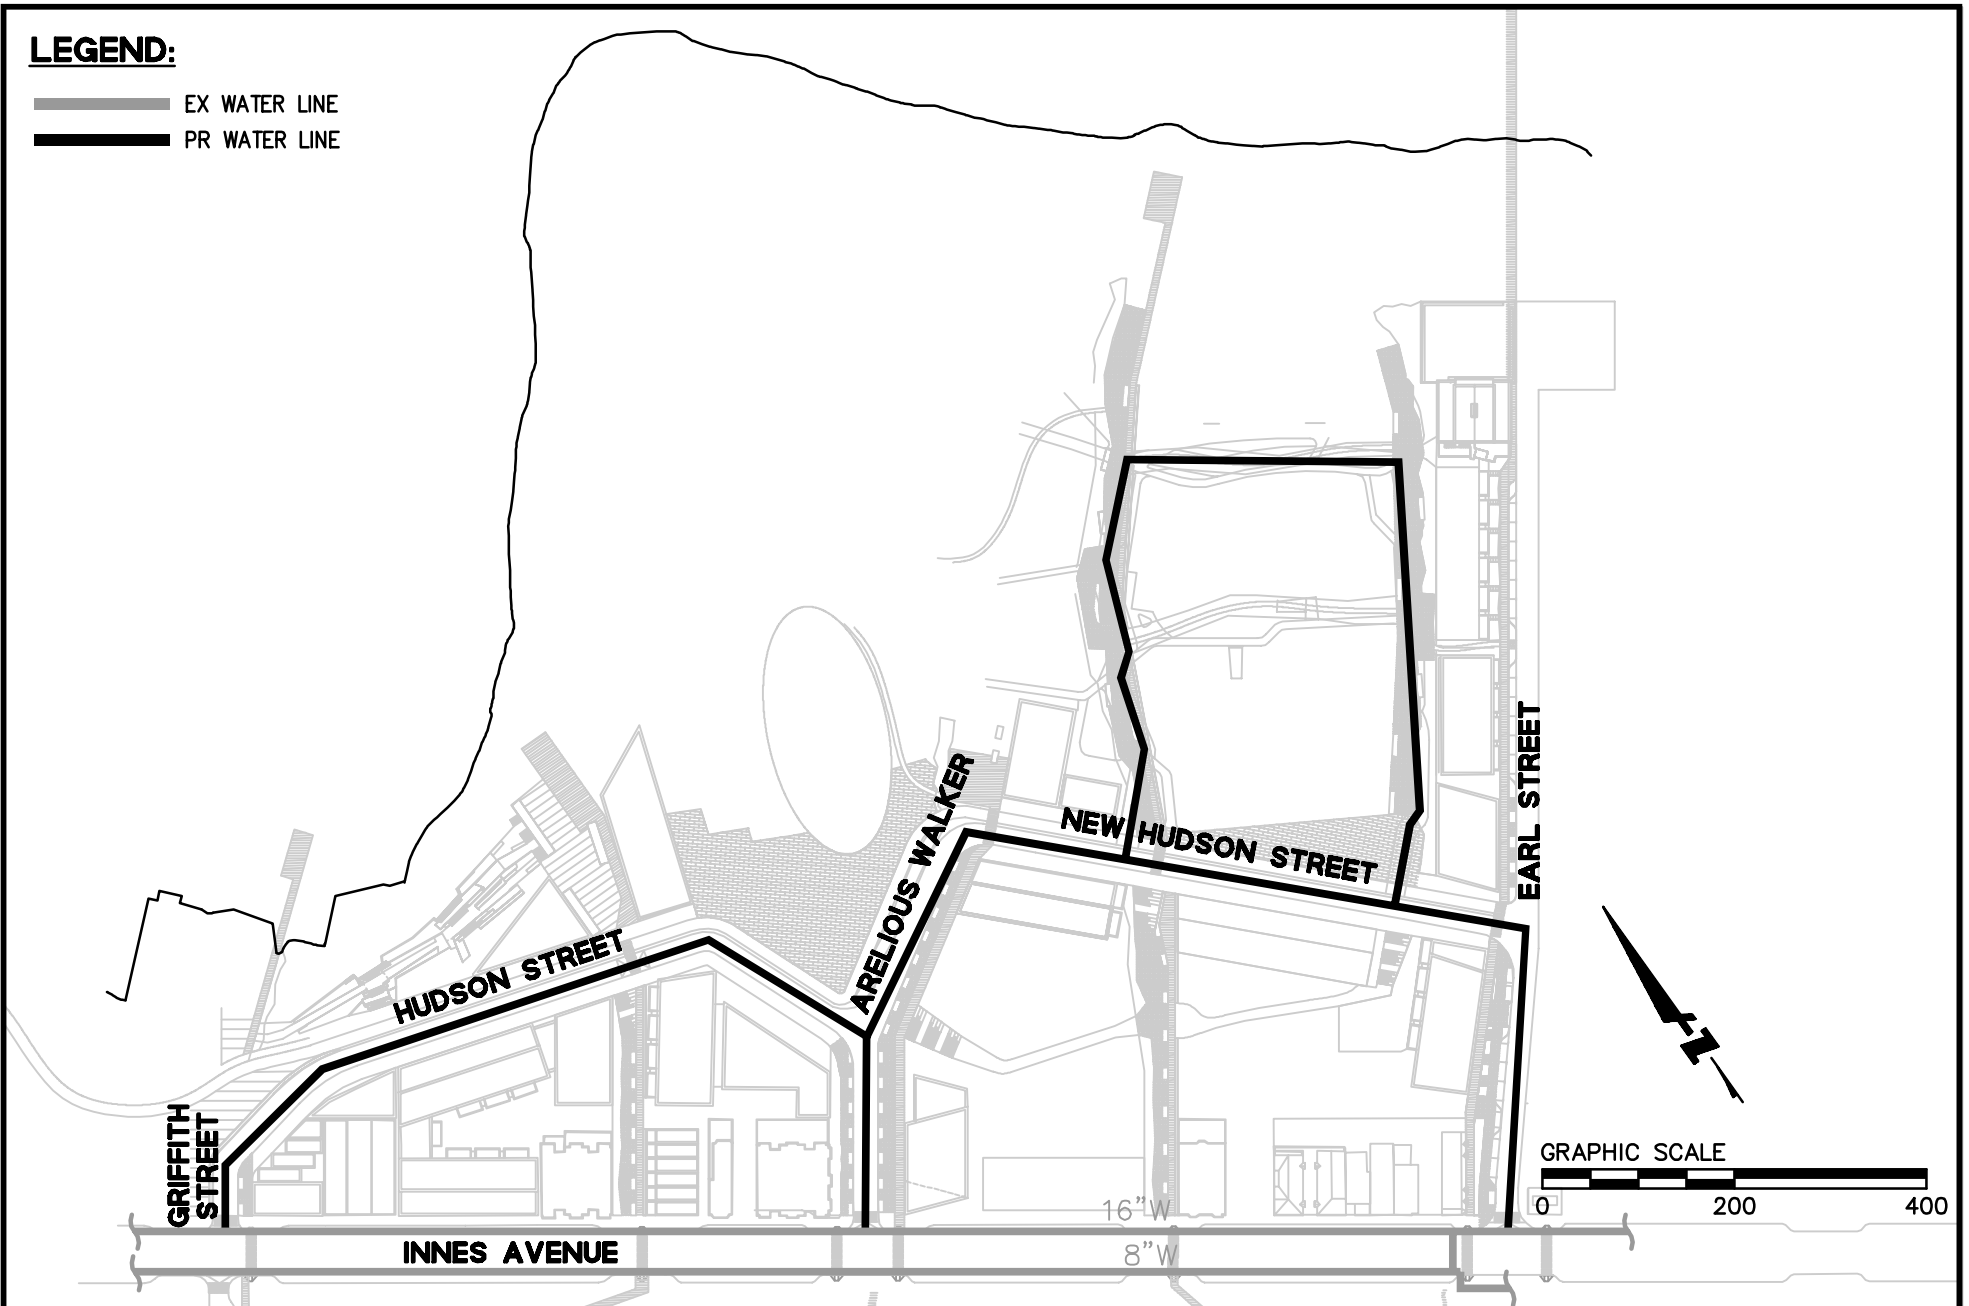 LEGEND:
EX WATER LINE
PR WATER LINE
EARL STREET
ARELIOUS WALKER
NEW HUDSON STREET
HUDSON STREET
GRIFFITH
STREET
N
GRAPHIC SCALE
0 200 400
16"W
INNES AVENUE
8"W